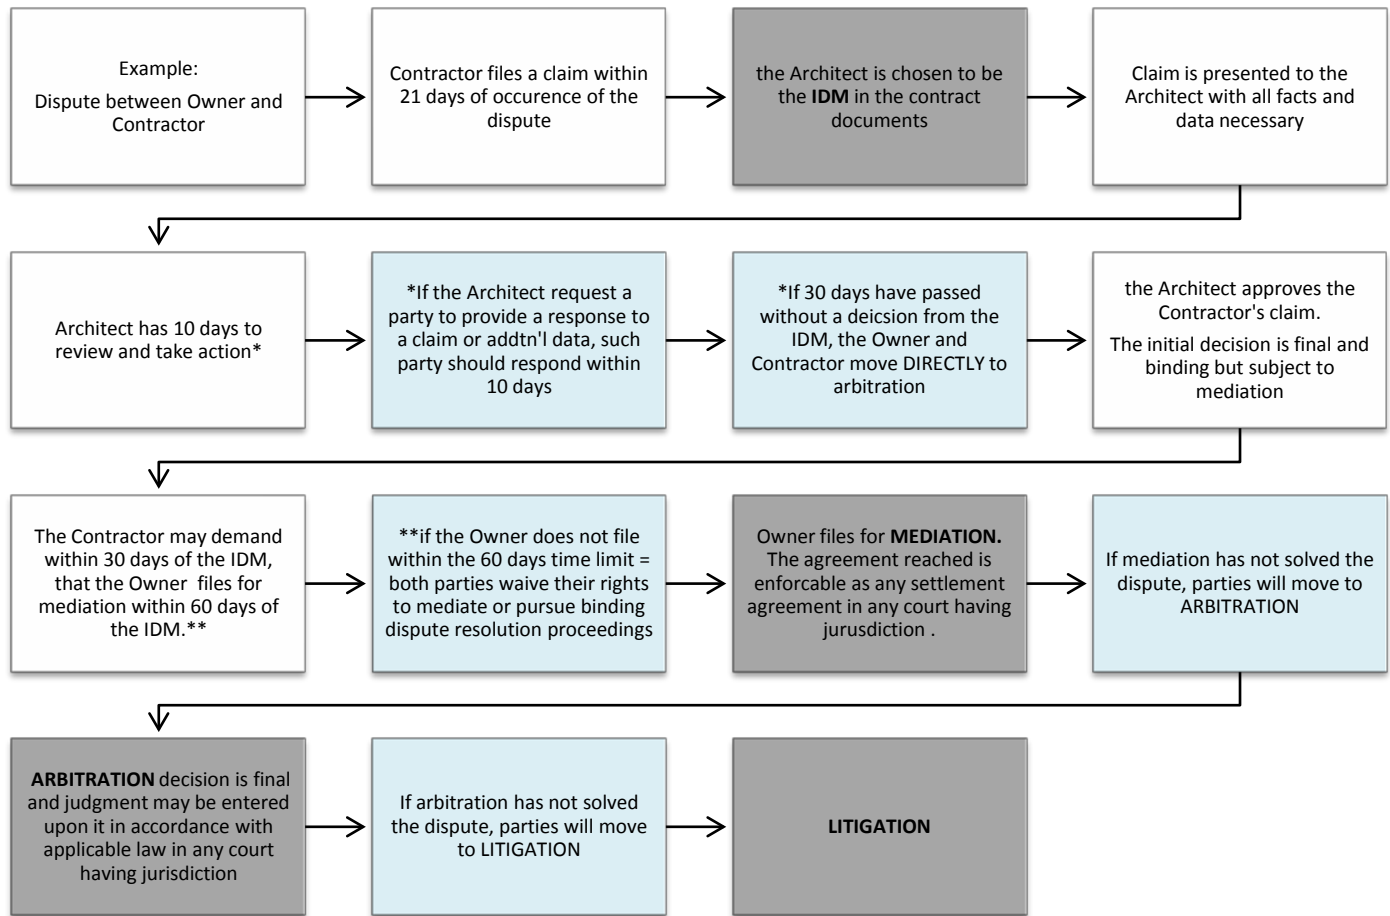 Example:
Dispute between Owner and
Contractor
Contractor files a claim within
21 days of occurence of the
dispute
the Architect is chosen to be
the IDM in the contract
documents
Claim is presented to the
Architect with all facts and
data necessary
Architect has 10 days to
review and take action*
*If the Architect request a
party to provide a response to
a claim or addtn'l data, such
party should respond within
10 days
*If 30 days have passed
without a deicsion from the
IDM, the Owner and
Contractor move DIRECTLY to
arbitration
the Architect approves the
Contractor's claim.
The initial decision is final and
binding but subject to
mediation
The Contractor may demand
within 30 days of the IDM,
that the Owner files for
mediation within 60 days of
the IDM.**
**if the Owner does not file
within the 60 days time limit =
both parties waive their rights
to mediate or pursue binding
dispute resolution proceedings
Owner files for MEDIATION.
The agreement reached is
enforcable as any settlement
agreement in any court having
jurusdiction .
If mediation has not solved the
dispute, parties will move to
ARBITRATION
ARBITRATION decision is final
and judgment may be entered
upon it in accordance with
applicable law in any court
having jurisdiction
If arbitration has not solved
the dispute, parties will move
to LITIGATION
LITIGATION